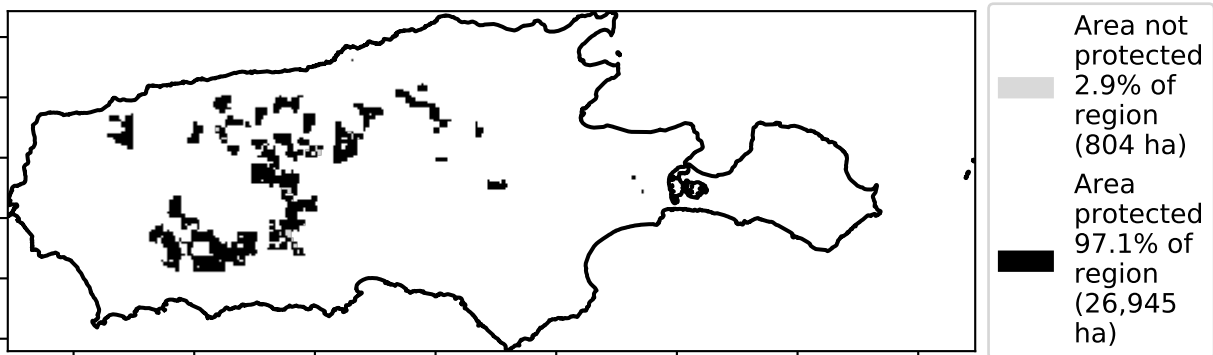 Area not
protected
2.9% of
region
(804 ha)
Area
protected
97.1% of
region
(26,945
ha)